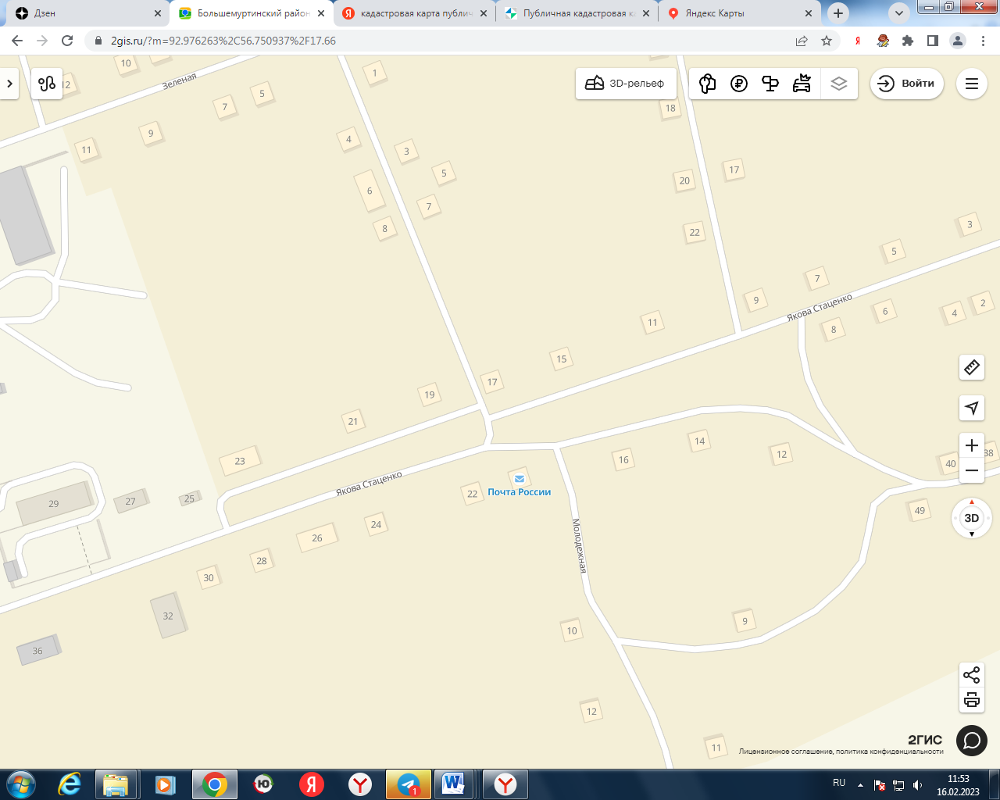 Дзен
Большемуртинский район
кадастровая карта публич
Публичная кадастровая ка
Яндекс Карты
2gis.ru/?m=92.976263%2C56.750937%2F17.66
Я
3D-рельеф
Войти
12
10
Зеленая
5
7
9
11
1
4
3
5
6
7
8
18
17
20
22
3
5
7
9
Якова Стаценко
2
4
6
8
11
15
17
19
21
23
Якова Стаценко
14
16
12
40
38
22
Почта России
29
27
25
24
26
28
30
49
3D
Молодежная
32
36
10
9
12
11
2ГИС
Лицензионное соглашение, политика конфиденциальности
Ю
Я
Y
1
W
Y
RU
11:53
16.02.2023